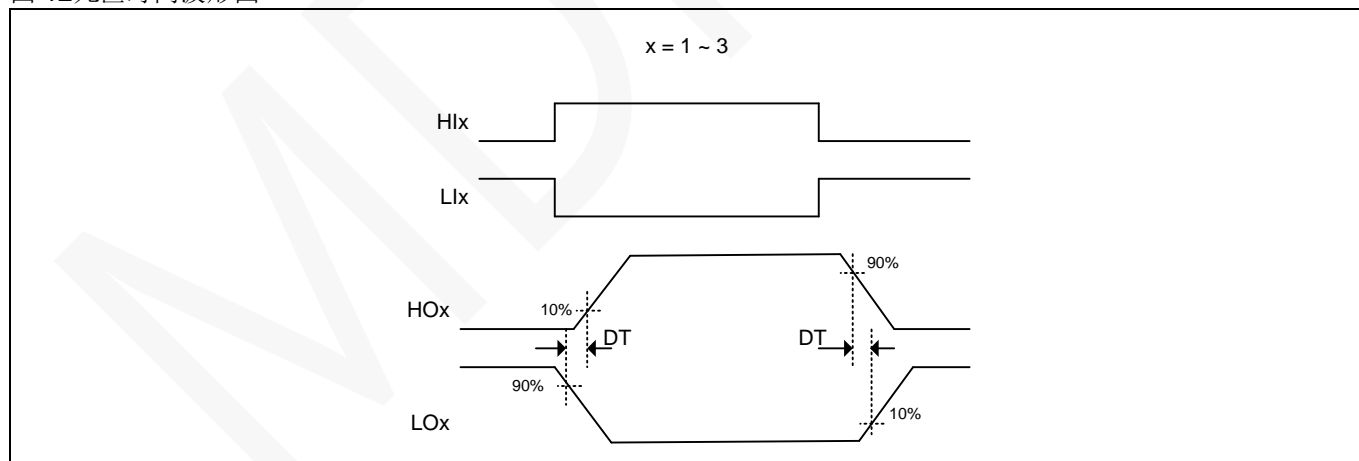 x = 1 ~ 3
HIx
LIx
90%
HOx
10%
DT
DT
90%
10%
LOx